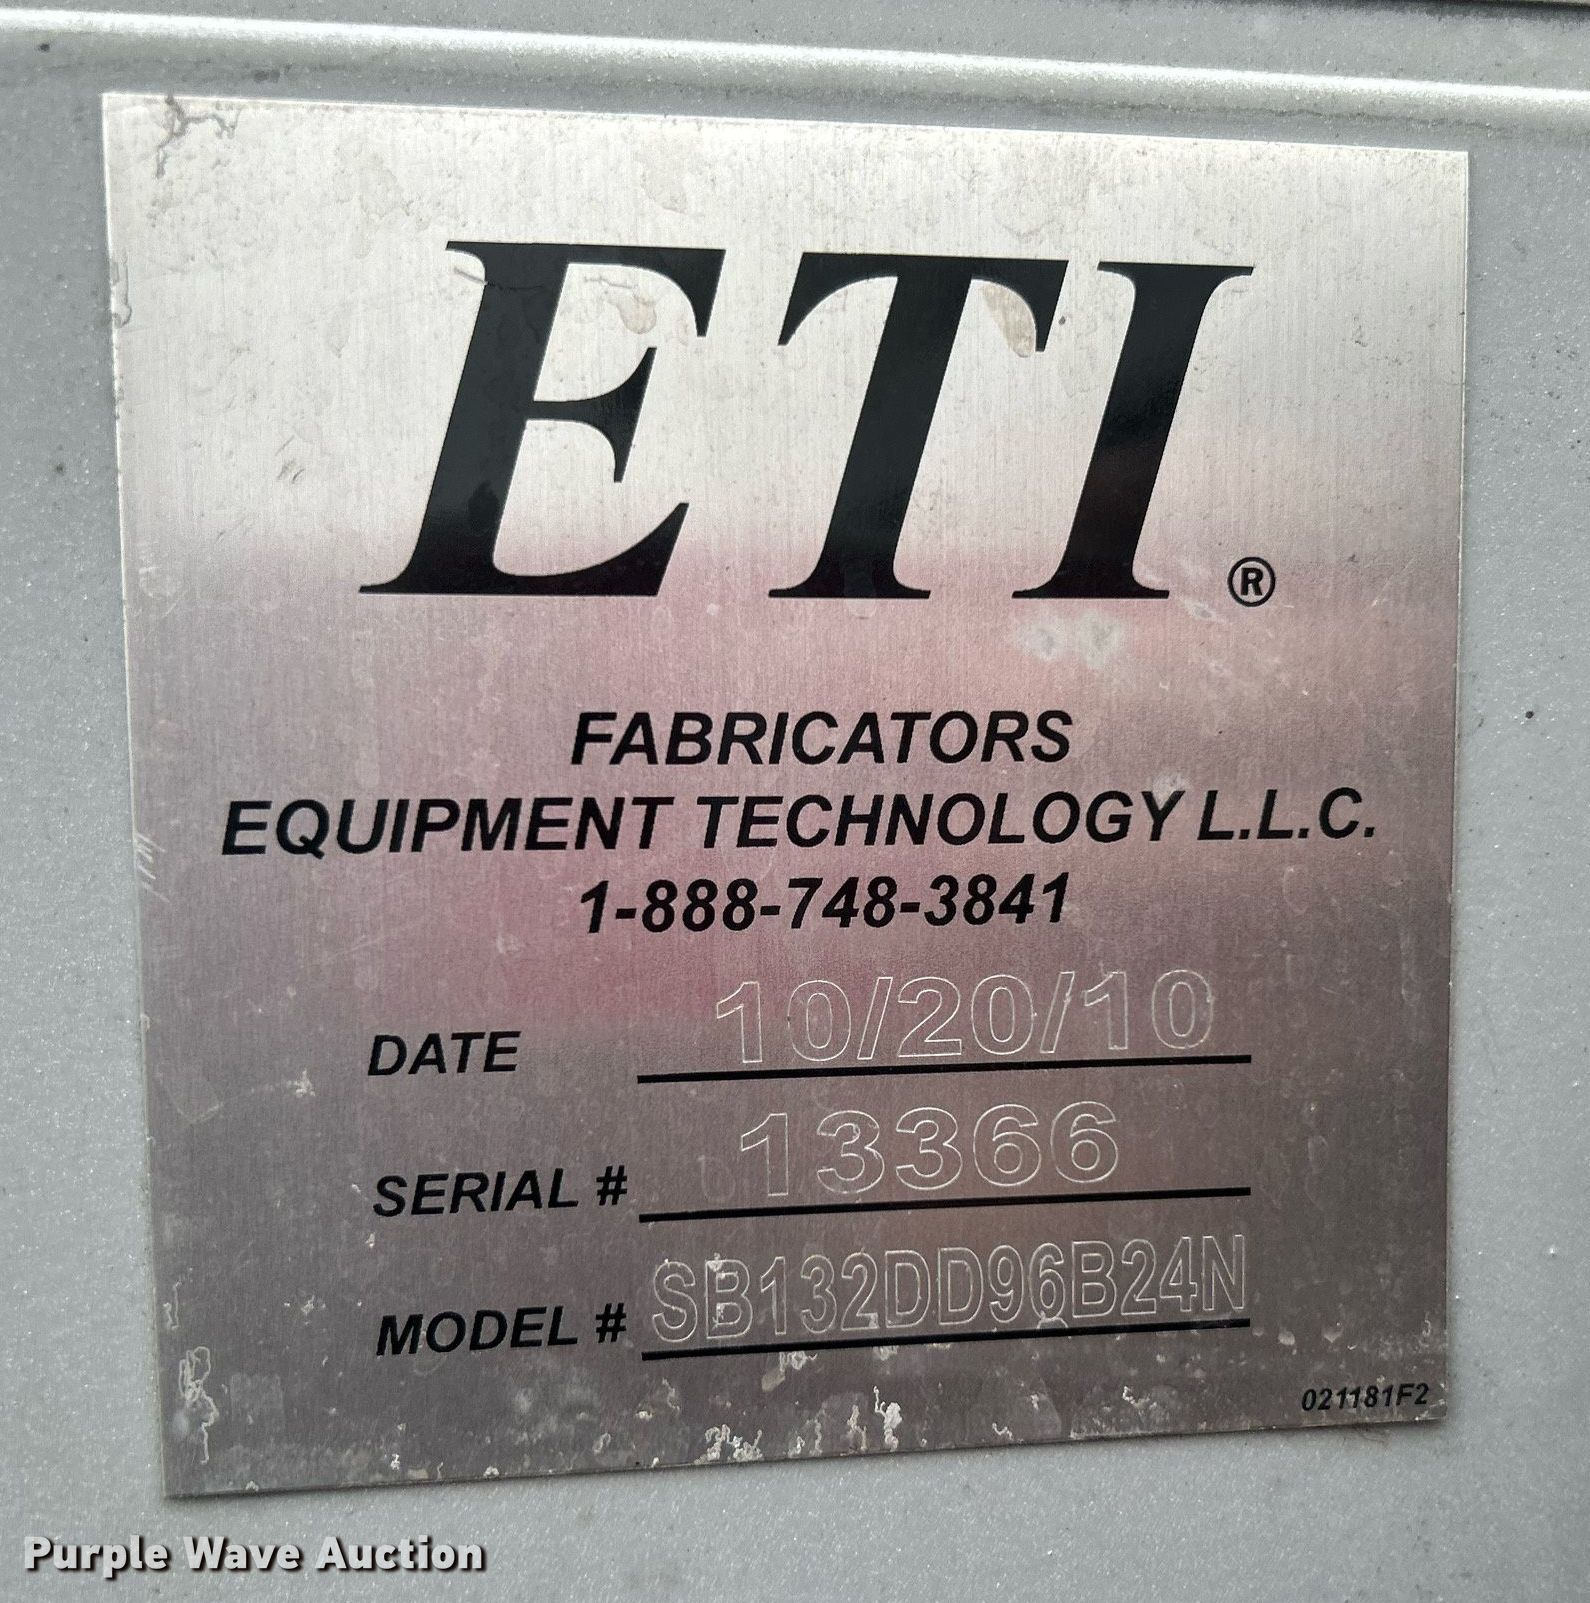 ETI®
FABRICATORS
EQUIPMENT TECHNOLOGY L.L.C.
1-888-748-3841
DATE 10/20/10
SERIAL # 13366
MODEL # SB132DD96B24N
021181F2
Purple Wave Auction